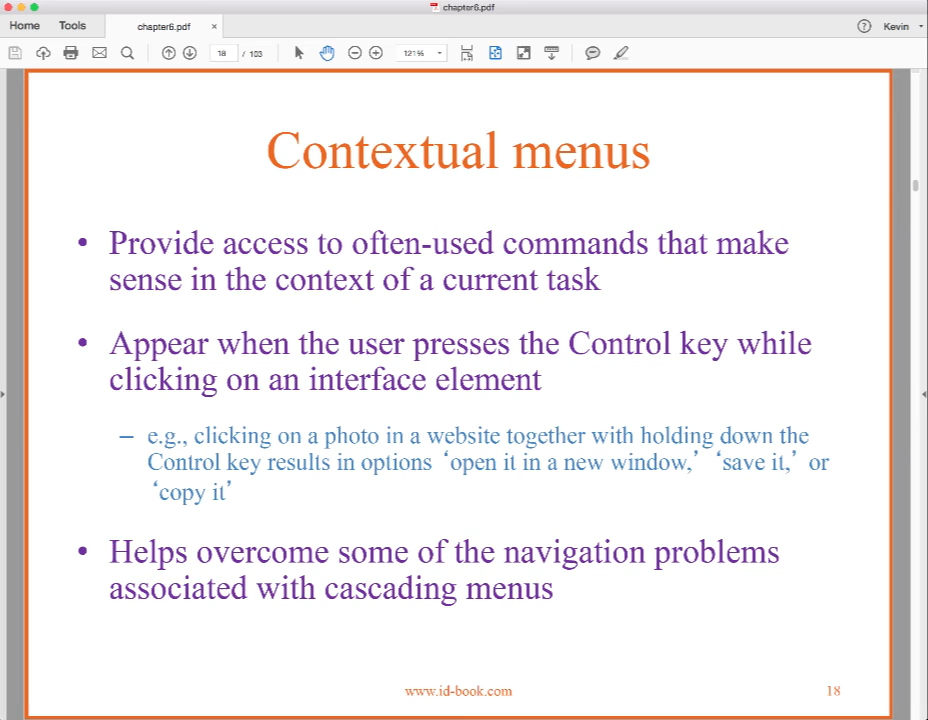 chapter6.pdf
Home Tools chapter6.pdf × ? Kevin
18 / 103 121%
Contextual menus
• Provide access to often-used commands that make
sense in the context of a current task
• Appear when the user presses the Control key while
clicking on an interface element
– e.g., clicking on a photo in a website together with holding down the
Control key results in options ‘open it in a new window,’ ‘save it,’ or
‘copy it’
• Helps overcome some of the navigation problems
associated with cascading menus
www.id-book.com 18